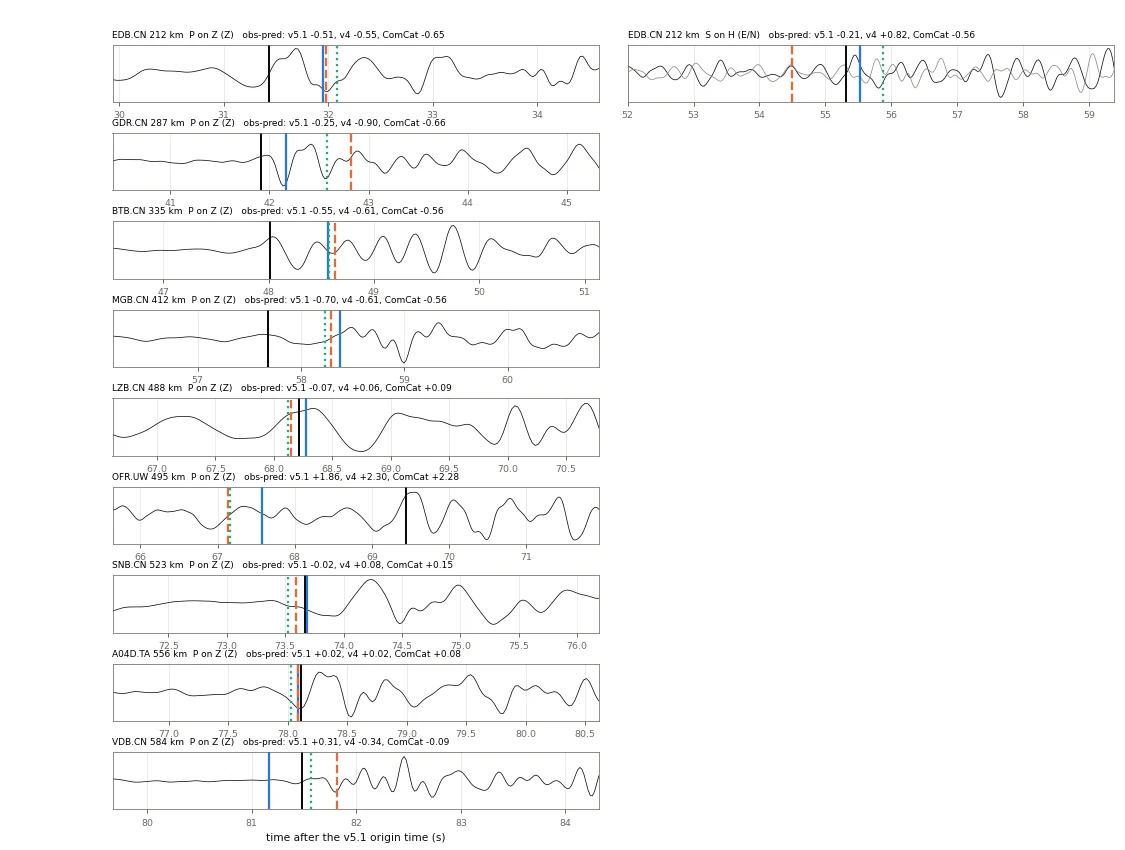 EDB.CN 212 km P on Z (Z) obs-pred: v5.1 -0.51, v4 -0.55, ComCat -0.65
30 31 32 33 34
EDB.CN 212 km S on H (E/N) obs-pred: v5.1 -0.21, v4 +0.82, ComCat -0.56
52 53 54 55 56 57 58 59
GDR.CN 287 km P on Z (Z) obs-pred: v5.1 -0.25, v4 -0.90, ComCat -0.66
41 42 43 44 45
BTB.CN 335 km P on Z (Z) obs-pred: v5.1 -0.55, v4 -0.61, ComCat -0.56
47 48 49 50 51
MGB.CN 412 km P on Z (Z) obs-pred: v5.1 -0.70, v4 -0.61, ComCat -0.56
57 58 59 60
LZB.CN 488 km P on Z (Z) obs-pred: v5.1 -0.07, v4 +0.06, ComCat +0.09
67.0 67.5 68.0 68.5 69.0 69.5 70.0 70.5
OFR.UW 495 km P on Z (Z) obs-pred: v5.1 +1.86, v4 +2.30, ComCat +2.28
66 67 68 69 70 71
SNB.CN 523 km P on Z (Z) obs-pred: v5.1 -0.02, v4 +0.08, ComCat +0.15
72.5 73.0 73.5 74.0 74.5 75.0 75.5 76.0
A04D.TA 556 km P on Z (Z) obs-pred: v5.1 +0.02, v4 +0.02, ComCat +0.08
77.0 77.5 78.0 78.5 79.0 79.5 80.0 80.5
VDB.CN 584 km P on Z (Z) obs-pred: v5.1 +0.31, v4 -0.34, ComCat -0.09
80 81 82 83 84
time after the v5.1 origin time (s)